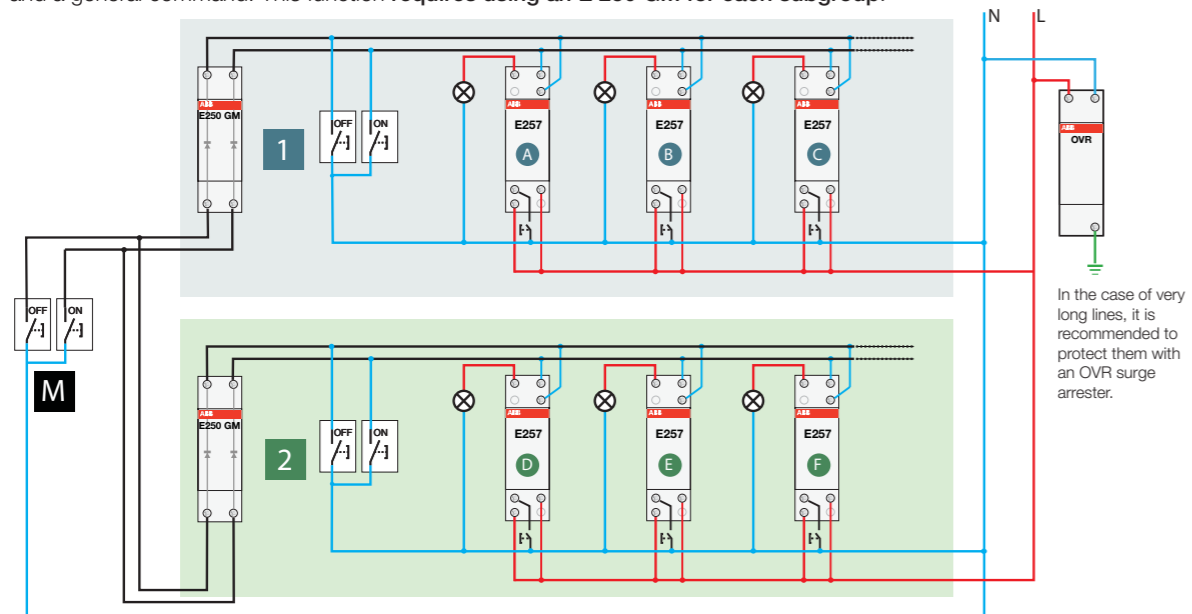 and a general command. This function requires using an E 250 GM for each subgroup.
N L
ABB
E250 GM
1
OFF
ON
ABB
E257
A
ABB
E257
B
ABB
E257
C
ABB
OVR
OFF
ON
M
In the case of very
long lines, it is
recommended to
protect them with
an OVR surge
arrester.
ABB
E250 GM
2
OFF
ON
ABB
E257
D
ABB
E257
E
ABB
E257
F